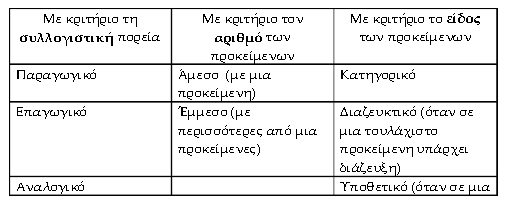 Με κριτήριο τη
συλλογιστική πορεία
Με κριτήριο τον
αριθμό των
προκείμενων
Με κριτήριο το είδος
των προκείμενων
Παραγωγικό
Άμεσο (με μια
προκείμενη)
Κατηγορικό
Επαγωγικό
Έμμεσο (με
περισσότερες από μια
προκείμενες)
Διαζευκτικό (όταν σε
μια τουλάχιστο
προκείμενη υπάρχει
διάζευξη)
Αναλογικό
Υποθετικό (όταν σε μια